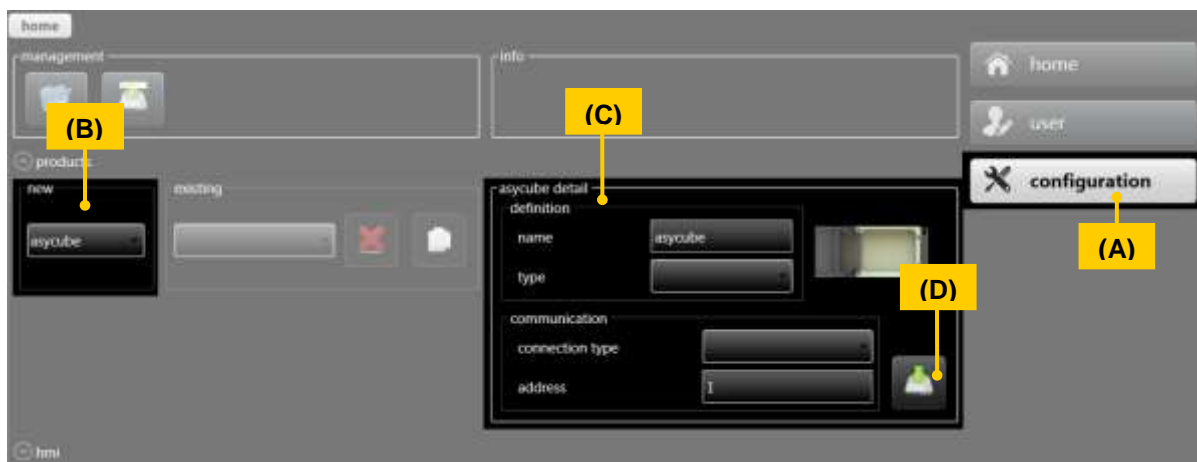 home
management
info
home
(B)
(C)
user
products
configuration
new
existing
asycube detail
definition
asycube
name
asycube
(A)
type
(D)
communication
connection type
address
1
hmi